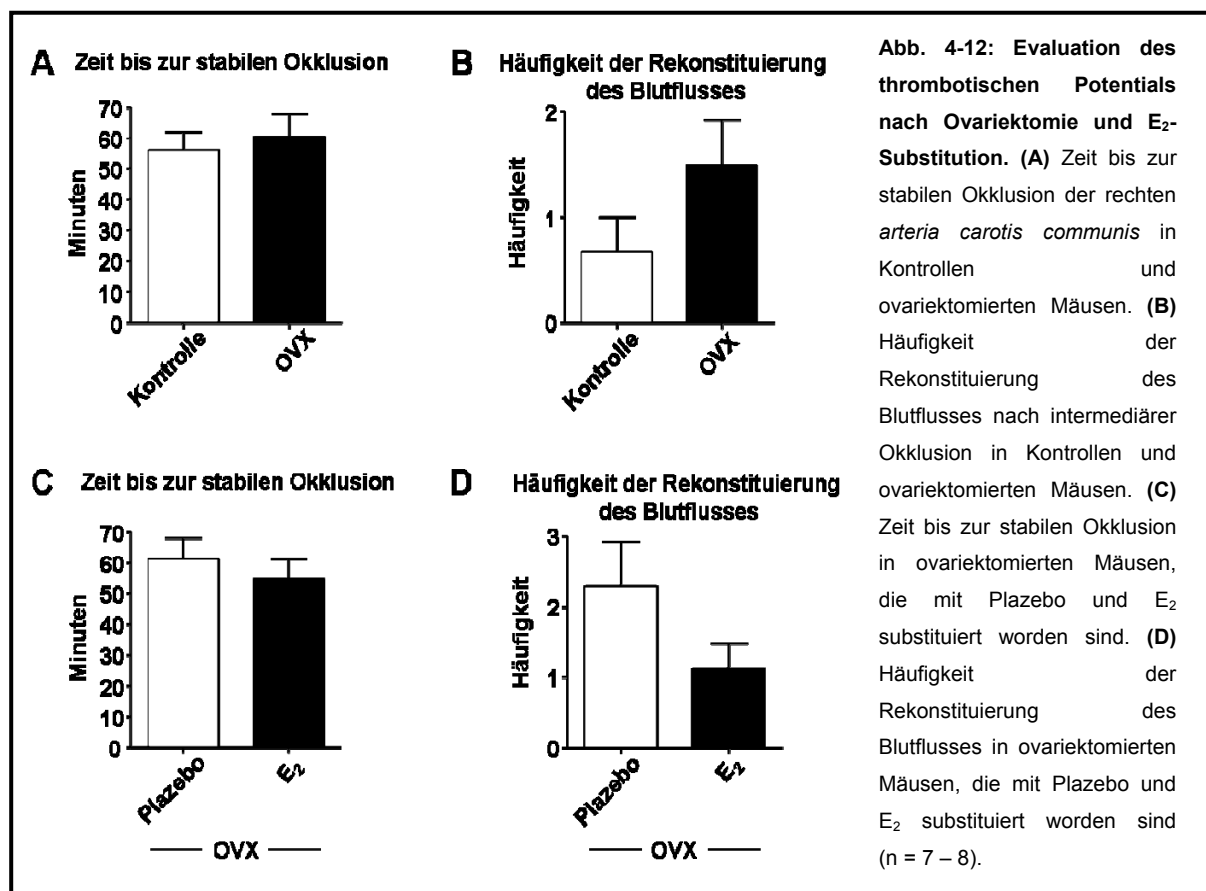 A Zeit bis zur stabilen Okklusion
70
60
50
40
30
20
10
0
Minuten
Kontrolle
OVX
B Häufigkeit der Rekonstituierung
des Blutflusses
2
1
0
Häufigkeit
Kontrolle
OVX
C Zeit bis zur stabilen Okklusion
70
60
50
40
30
20
10
0
Minuten
Plazebo
E₂
OVX
D Häufigkeit der Rekonstituierung
des Blutflusses
3
2
1
0
Häufigkeit
Plazebo
E₂
OVX
Abb. 4-12: Evaluation des
thrombotischen Potentials
nach Ovariektomie und E₂-
Substitution. (A) Zeit bis zur
stabilen Okklusion der rechten
arteria carotis communis in
Kontrollen und
ovariektomierten Mäusen. (B)
Häufigkeit der
Rekonstituierung des
Blutflusses nach intermediärer
Okklusion in Kontrollen und
ovariektomierten Mäusen. (C)
Zeit bis zur stabilen Okklusion
in ovariektomierten Mäusen,
die mit Plazebo und E₂
substituiert worden sind. (D)
Häufigkeit der
Rekonstituierung des
Blutflusses in ovariektomierten
Mäusen, die mit Plazebo und
E₂ substituiert worden sind
(n = 7 – 8).